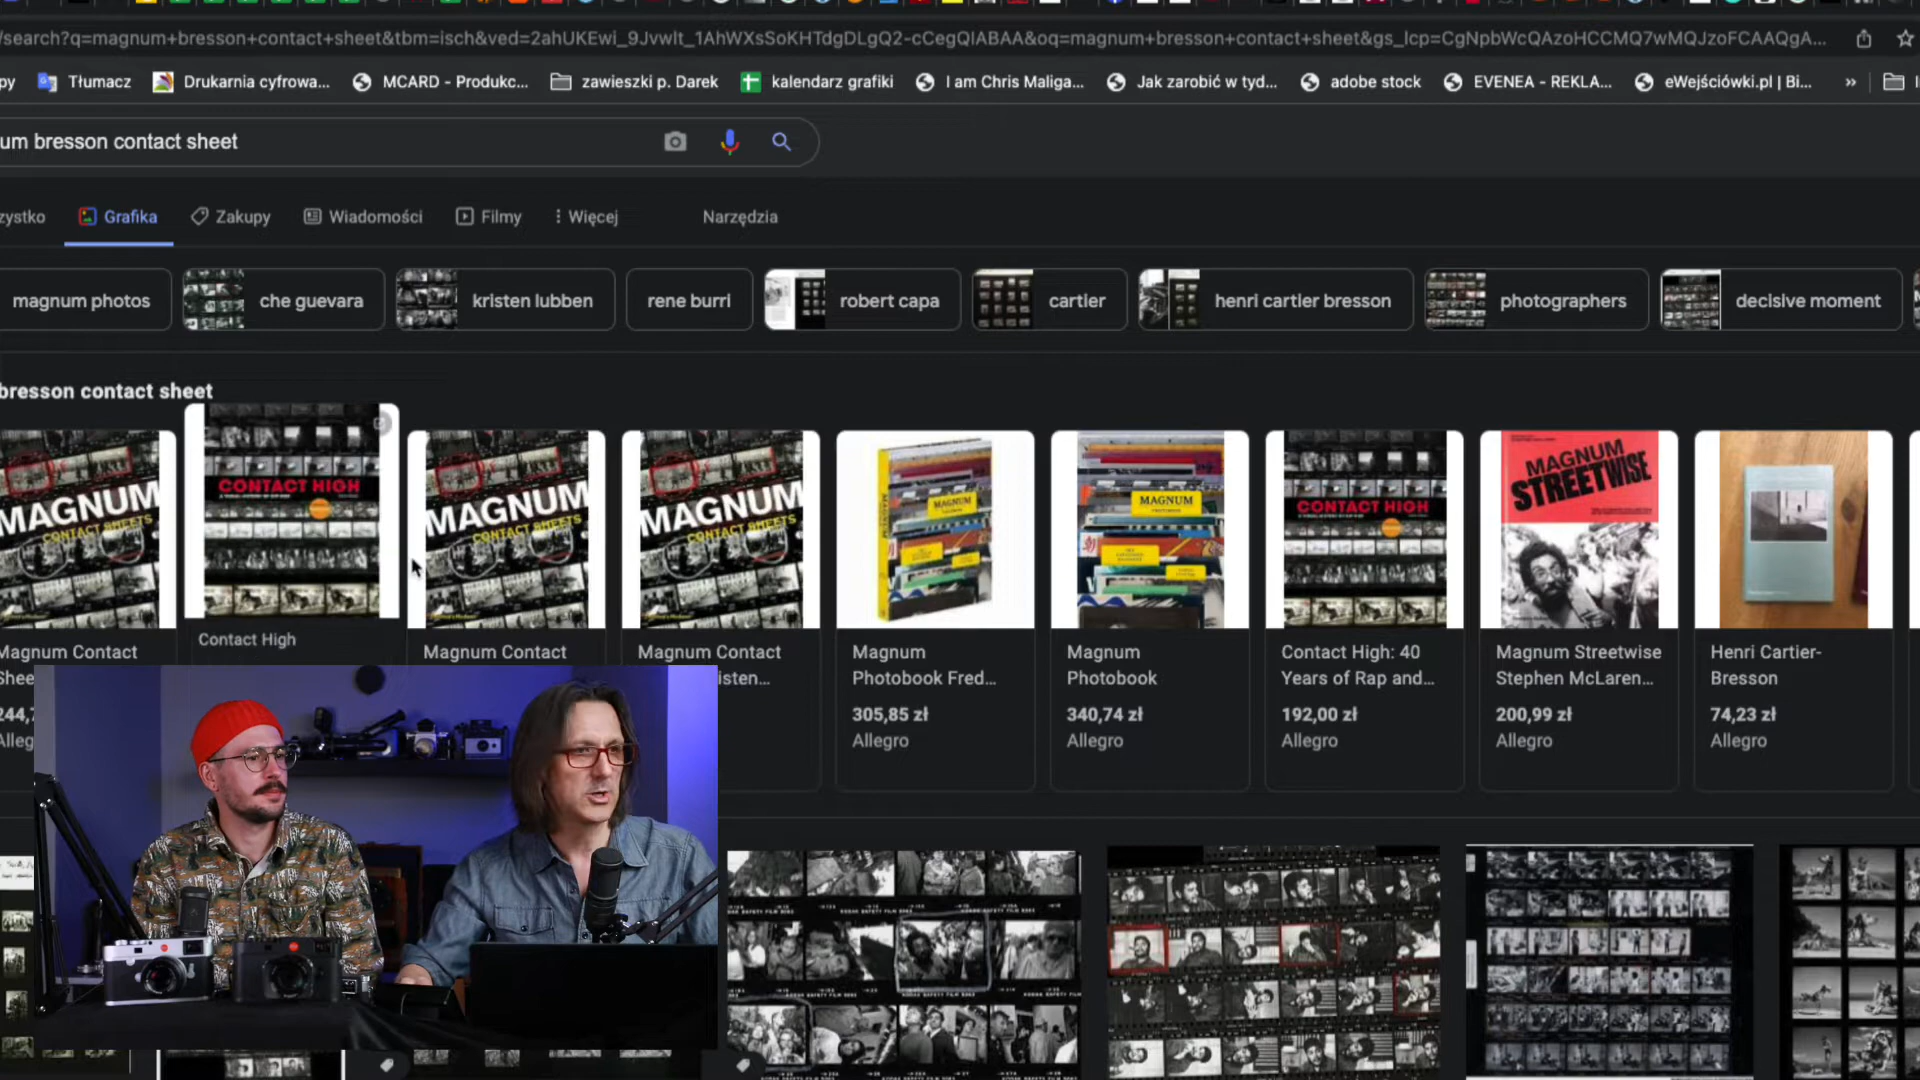 /search?q=magnum+bresson+contact+sheet&tbm=isch&ved=2ahUKEwi_9Jvwlt_1AhWXsSoKHTdgDLgQ2-cCegQIABAA&oq=magnum+bresson+contact+sheet&gs_lcp=CgNpbWcQAzoHCCMQ7wMQJzoFCAAQgA...
py Tłumacz Drukarnia cyfrowa... MCARD - Produkc... zawieszki p. Darek kalendarz grafiki I am Chris Maliga... Jak zarobić w tyd... adobe stock EVENEA - REKLA... eWejściówki.pl | Bi... »
um bresson contact sheet
zystko Grafika Zakupy Wiadomości Filmy Więcej Narzędzia
magnum photos che guevara kristen lubben rene burri robert capa cartier henri cartier bresson photographers decisive moment
bresson contact sheet
MAGNUM
CONTACT SHEETS
CONTACT HIGH
MAGNUM
CONTACT SHEETS
MAGNUM
CONTACT SHEETS
MAGNUM
MAGNUM
CONTACT HIGH
MAGNUM
STREETWISE
Magnum Contact
Shee
244,7
Alleg
Contact High
Magnum Contact
Magnum Contact
isten...
Magnum
Photobook Fred...
305,85 zł
Allegro
Magnum
Photobook
340,74 zł
Allegro
Contact High: 40
Years of Rap and...
192,00 zł
Allegro
Magnum Streetwise
Stephen McLaren...
200,99 zł
Allegro
Henri Cartier-
Bresson
74,23 zł
Allegro